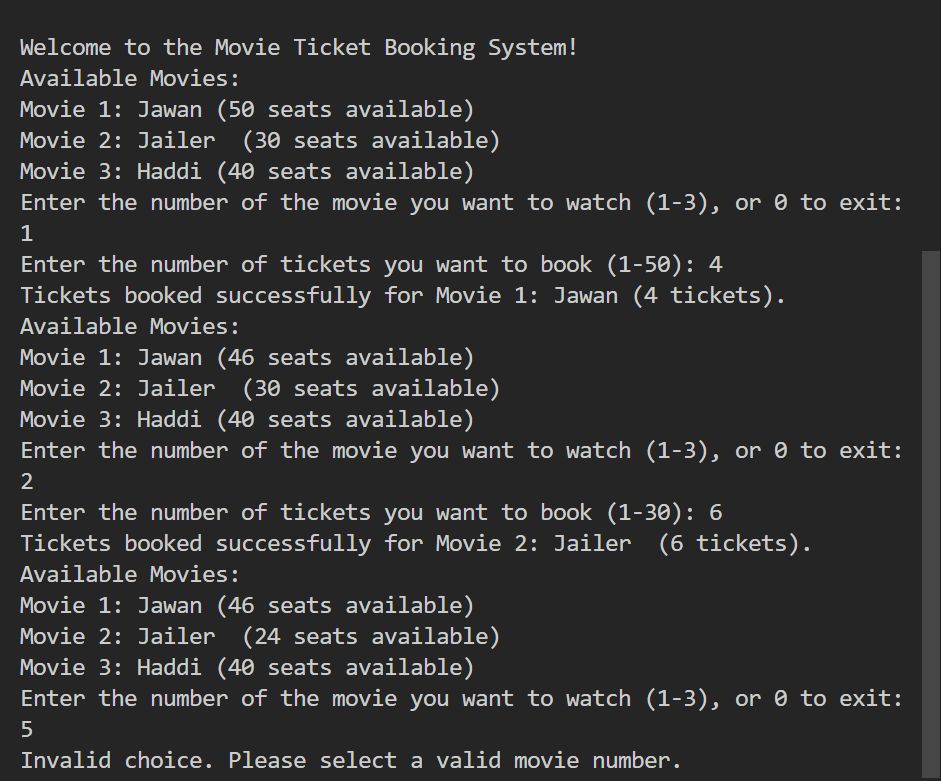 Welcome to the Movie Ticket Booking System!
Available Movies:
Movie 1: Jawan (50 seats available)
Movie 2: Jailer  (30 seats available)
Movie 3: Haddi (40 seats available)
Enter the number of the movie you want to watch (1-3), or 0 to exit:
1
Enter the number of tickets you want to book (1-50): 4
Tickets booked successfully for Movie 1: Jawan (4 tickets).
Available Movies:
Movie 1: Jawan (46 seats available)
Movie 2: Jailer  (30 seats available)
Movie 3: Haddi (40 seats available)
Enter the number of the movie you want to watch (1-3), or 0 to exit:
2
Enter the number of tickets you want to book (1-30): 6
Tickets booked successfully for Movie 2: Jailer  (6 tickets).
Available Movies:
Movie 1: Jawan (46 seats available)
Movie 2: Jailer  (24 seats available)
Movie 3: Haddi (40 seats available)
Enter the number of the movie you want to watch (1-3), or 0 to exit:
5
Invalid choice. Please select a valid movie number.